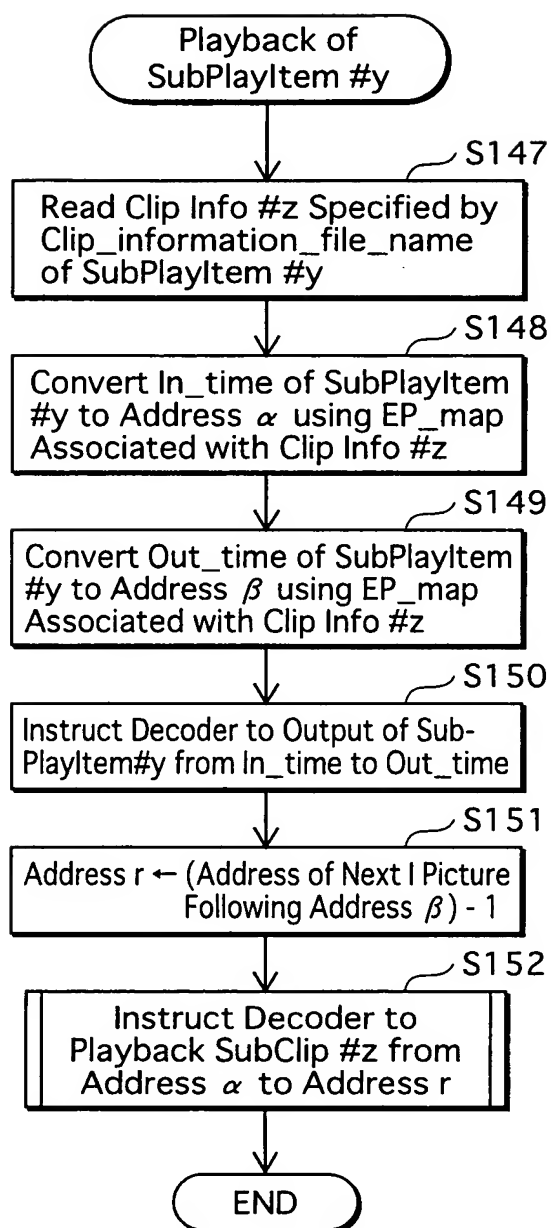 Playback of
SubPlayItem #y
S147
Read Clip Info #z Specified by
Clip_information_file_name
of SubPlayItem #y
S148
Convert In_time of SubPlayItem
#y to Address α using EP_map
Associated with Clip Info #z
S149
Convert Out_time of SubPlayItem
#y to Address β using EP_map
Associated with Clip Info #z
S150
Instruct Decoder to Output of Sub-
PlayItem#y from In_time to Out_time
S151
Address r ← (Address of Next I Picture
Following Address β) - 1
S152
Instruct Decoder to
Playback SubClip #z from
Address α to Address r
END